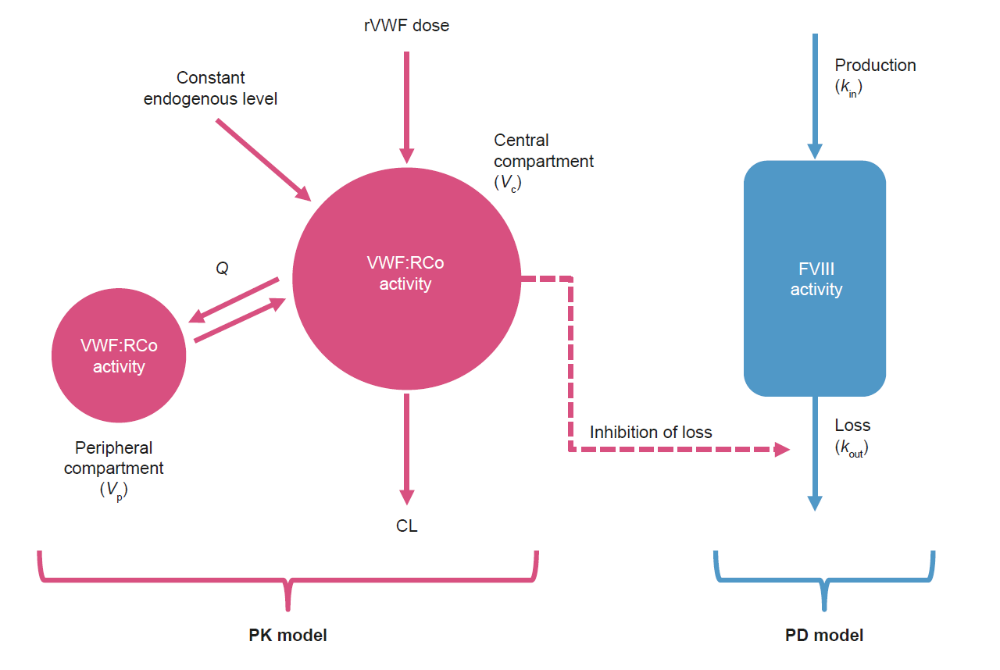 rVWF dose
Constant
endogenous level
Production
(kin)
Central
compartment
(Vc)
Q
VWF:RCo
activity
FVIII
activity
VWF:RCo
activity
Inhibition of loss
Loss
(kout)
Peripheral
compartment
(Vp)
CL
PK model
PD model